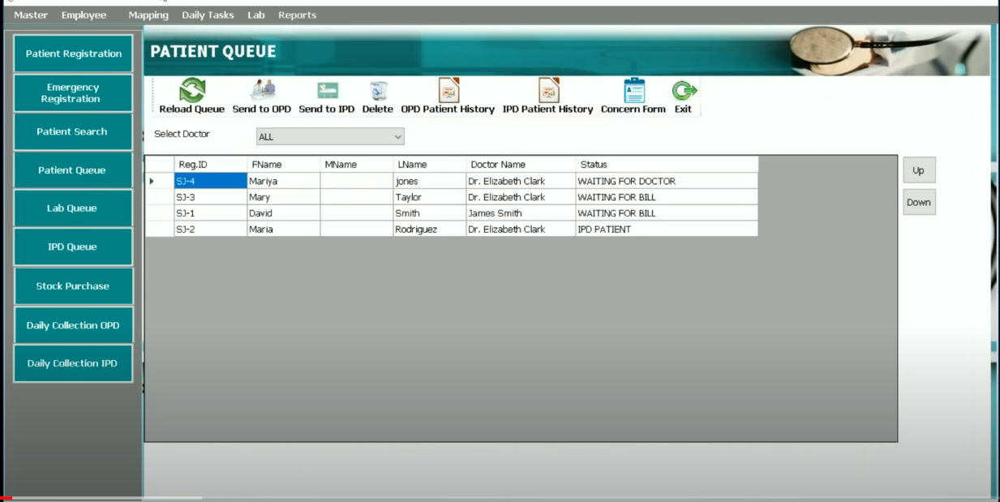 Master Employee Mapping Daily Tasks Lab Reports
Patient Registration
Emergency
Registration
Patient Search
Patient Queue
Lab Queue
IPD Queue
Stock Purchase
Daily Collection OPD
Daily Collection IPD
PATIENT QUEUE
Reload Queue Send to OPD Send to IPD Delete OPD Patient History IPD Patient History Concern Form Exit
Select Doctor ALL
Reg.ID FName MName LName Doctor Name Status
SJ-4 Mariya jones Dr. Elizabeth Clark WAITING FOR DOCTOR
SJ-3 Mary Taylor Dr. Elizabeth Clark WAITING FOR BILL
SJ-1 David Smith James Smith WAITING FOR BILL
SJ-2 Maria Rodriguez Dr. Elizabeth Clark IPD PATIENT
Up
Down